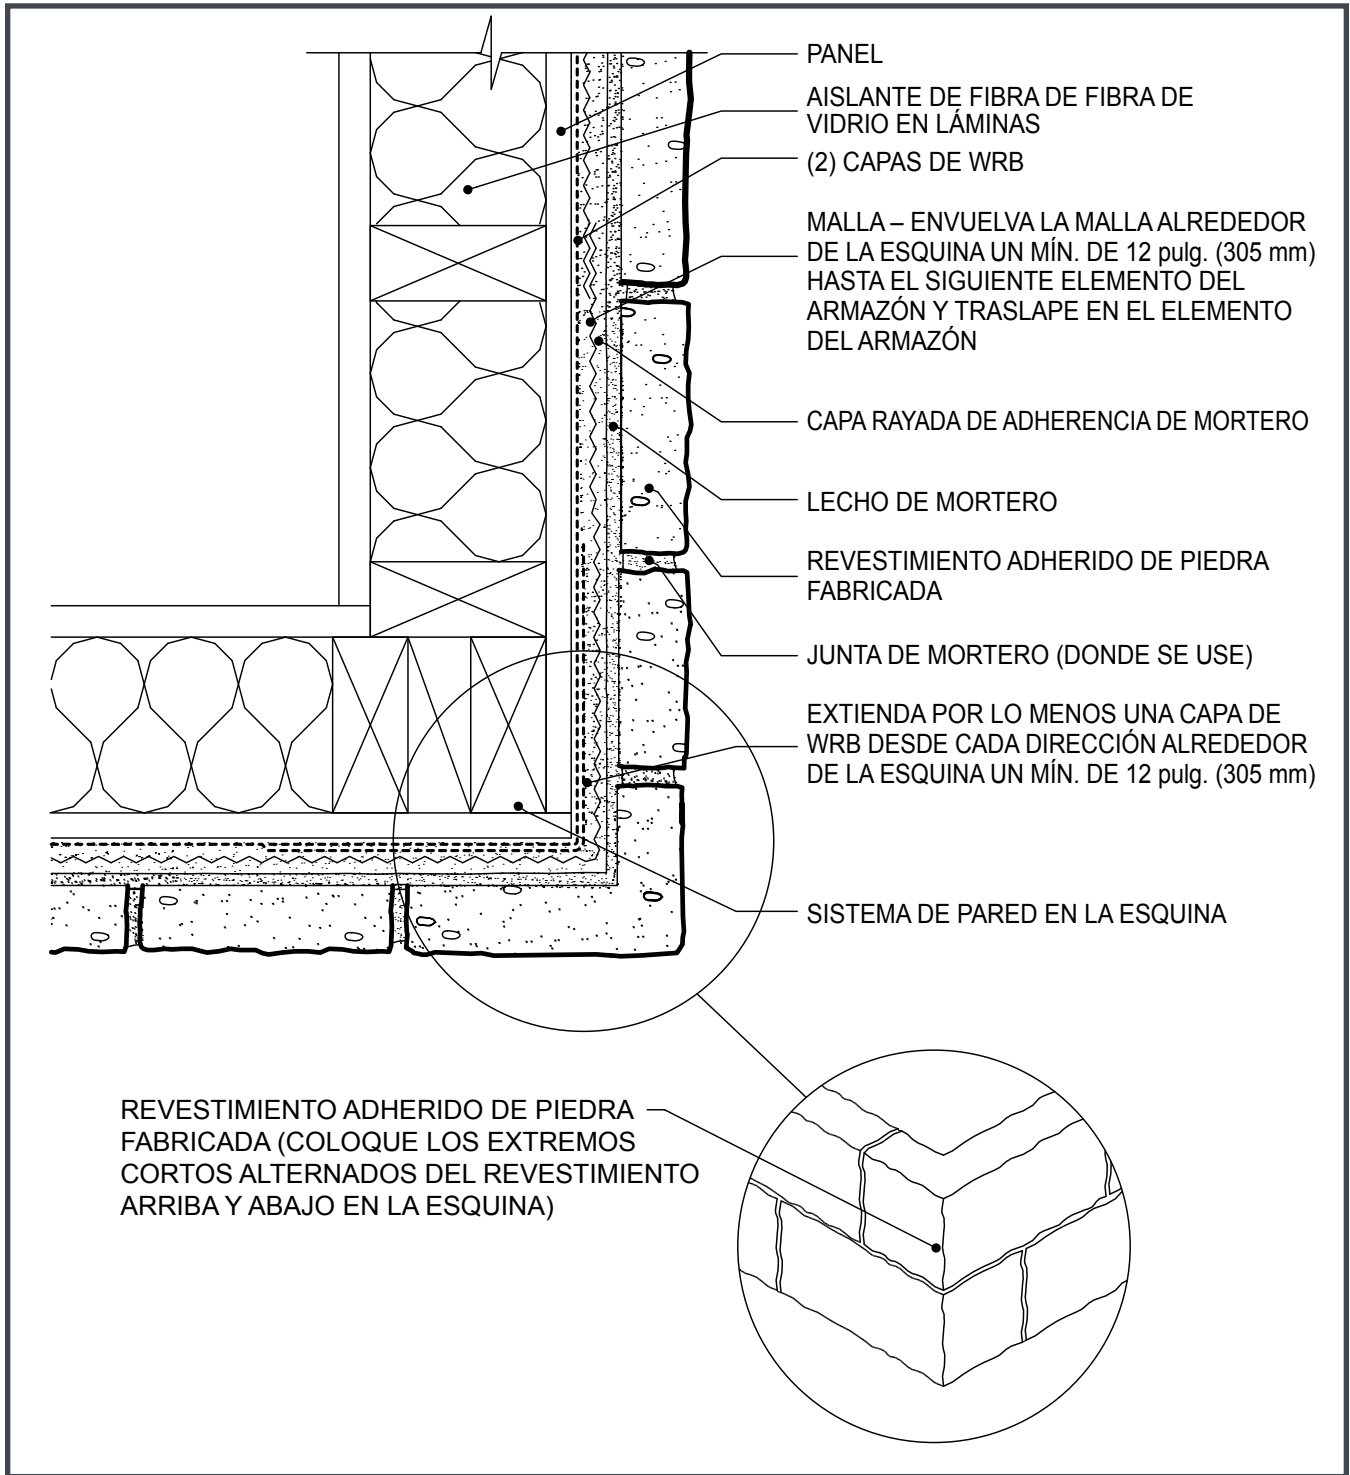 PANEL
AISLANTE DE FIBRA DE FIBRA DE
VIDRIO EN LÁMINAS
(2) CAPAS DE WRB
MALLA – ENVUELVA LA MALLA ALREDEDOR
DE LA ESQUINA UN MÍN. DE 12 pulg. (305 mm)
HASTA EL SIGUIENTE ELEMENTO DEL
ARMAZÓN Y TRASLAPE EN EL ELEMENTO
DEL ARMAZÓN
CAPA RAYADA DE ADHERENCIA DE MORTERO
LECHO DE MORTERO
REVESTIMIENTO ADHERIDO DE PIEDRA
FABRICADA
JUNTA DE MORTERO (DONDE SE USE)
EXTIENDA POR LO MENOS UNA CAPA DE
WRB DESDE CADA DIRECCIÓN ALREDEDOR
DE LA ESQUINA UN MÍN. DE 12 pulg. (305 mm)
SISTEMA DE PARED EN LA ESQUINA
REVESTIMIENTO ADHERIDO DE PIEDRA
FABRICADA (COLOQUE LOS EXTREMOS
CORTOS ALTERNADOS DEL REVESTIMIENTO
ARRIBA Y ABAJO EN LA ESQUINA)